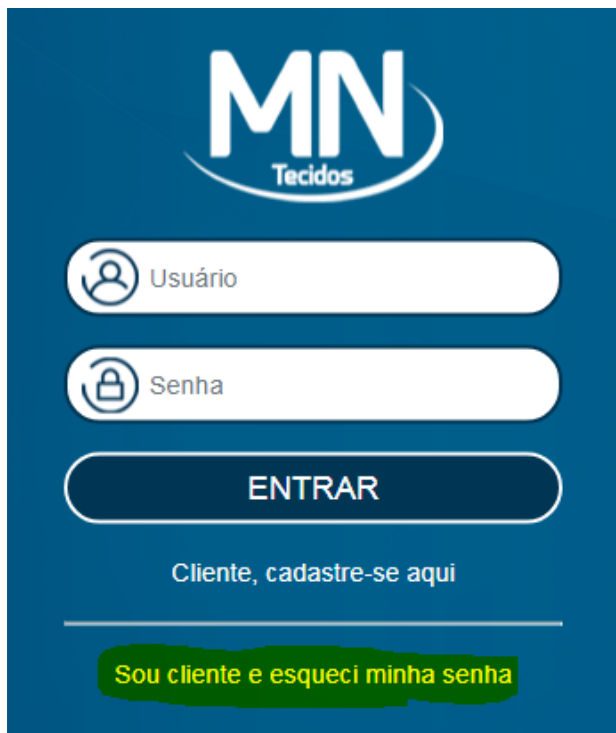 MN
Tecidos
Usuário
Senha
ENTRAR
Cliente, cadastre-se aqui
Sou cliente e esqueci minha senha